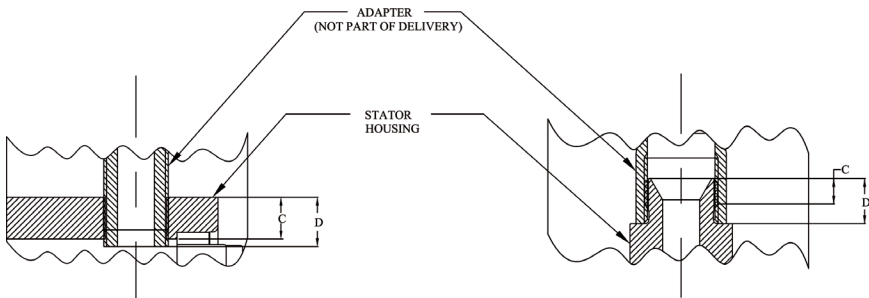 ADAPTER
(NOT PART OF DELIVERY)
STATOR
HOUSING
C
D
C
D